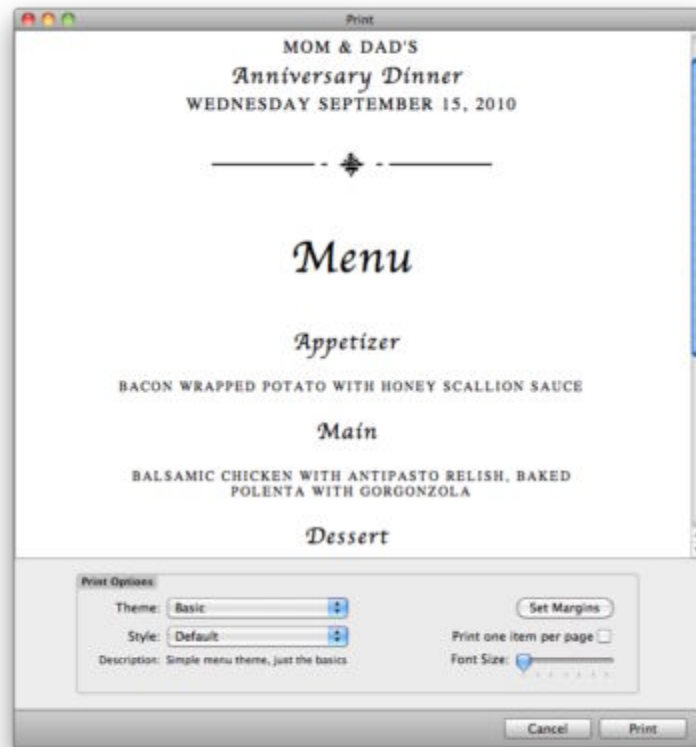 Print
MOM & DAD'S
Anniversary Dinner
WEDNESDAY SEPTEMBER 15, 2010
Menu
Appetizer
BACON WRAPPED POTATO WITH HONEY SCALLION SAUCE
Main
BALSAMIC CHICKEN WITH ANTIPASTO RELISH, BAKED
POLENTA WITH GORGONZOLA
Dessert
Print Options
Theme: Basic
Set Margins
Style: Default
Print one item per page
Description: Simple menu theme, just the basics
Font Size:
Cancel
Print